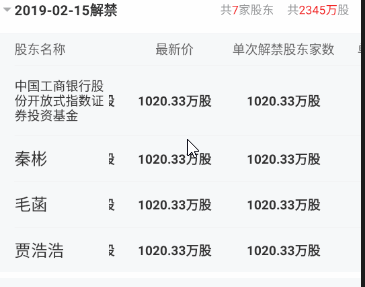 2019-02-15解禁 共7家股东 共2345万股
股东名称 最新价 单次解禁股东家数
中国工商银行股
份开放式指数证
券投资基金
1020.33万股 1020.33万股
秦彬 1020.33万股 1020.33万股
毛菡 1020.33万股 1020.33万股
贾浩浩 1020.33万股 1020.33万股